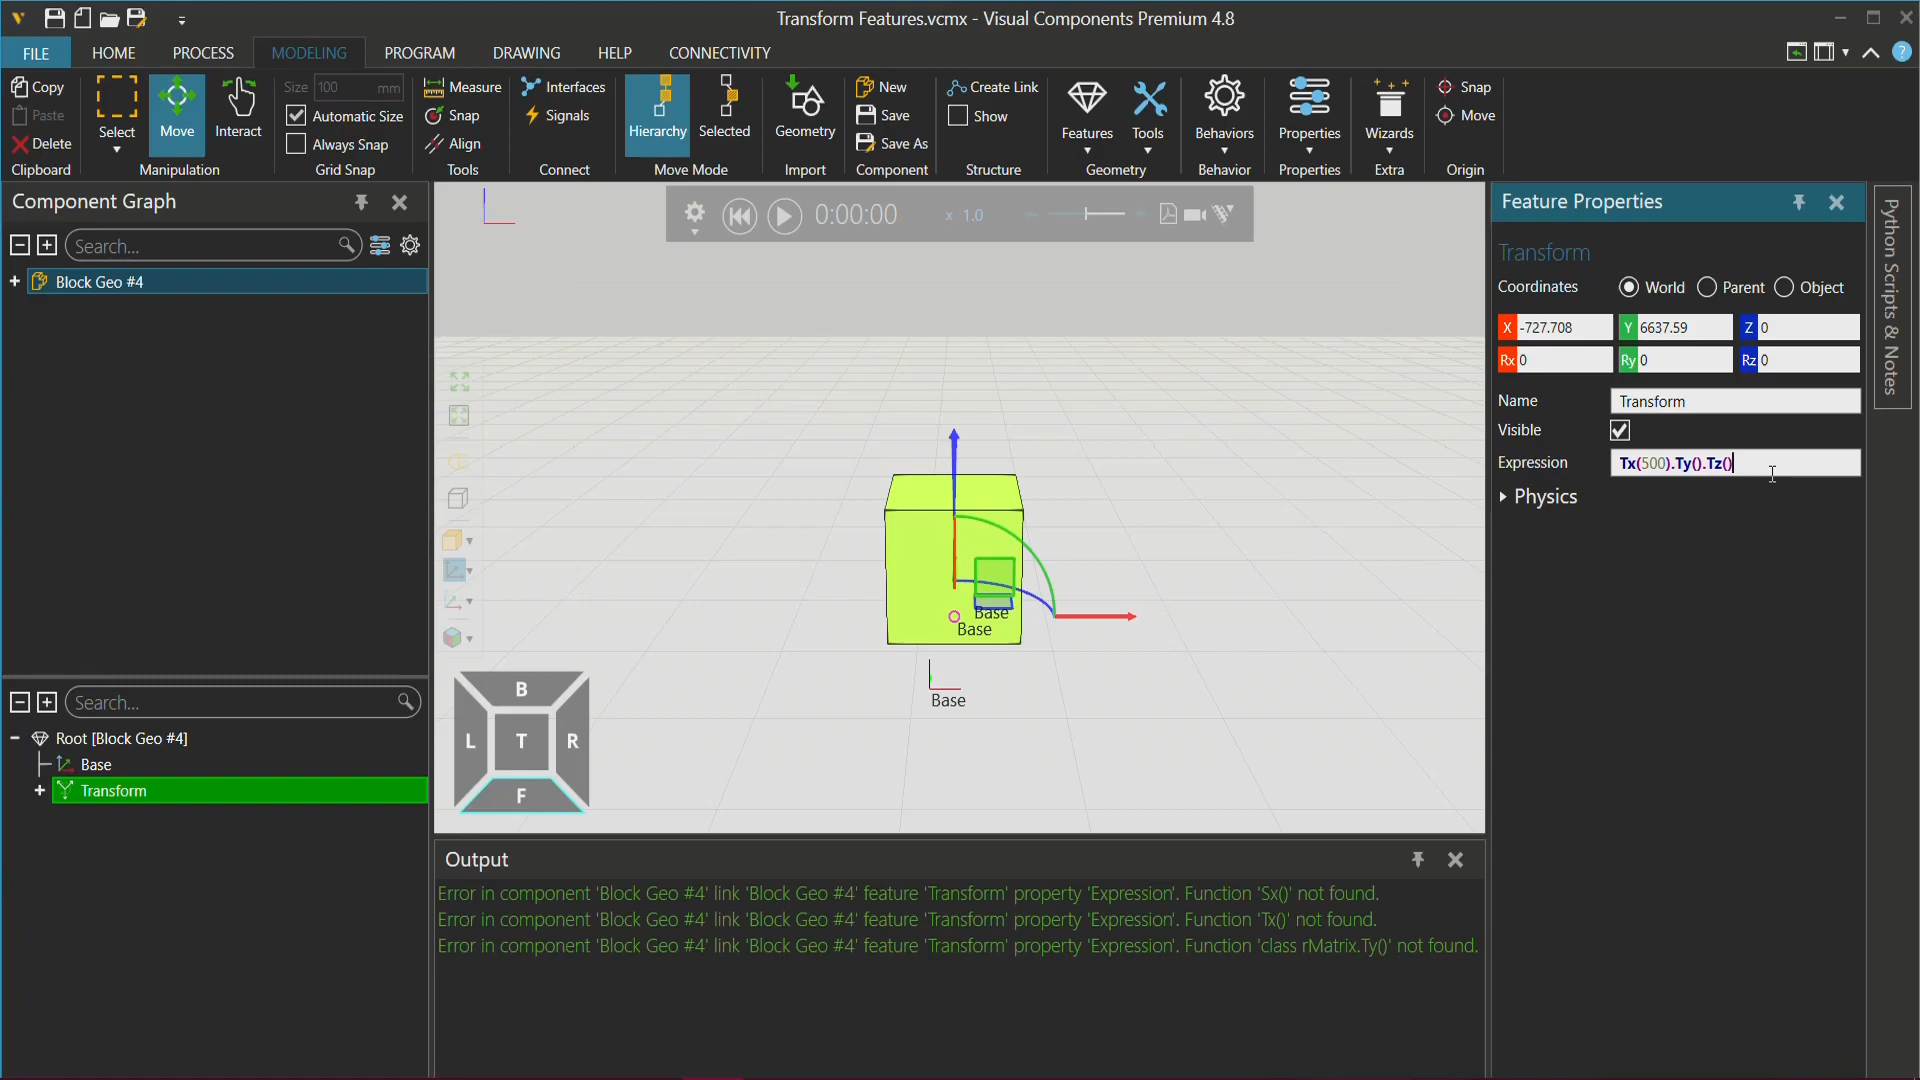 Transform Features.vcmx - Visual Components Premium 4.8
FILE
HOME
PROCESS
MODELING
PROGRAM
DRAWING
HELP
CONNECTIVITY
Copy
Paste
Delete
Clipboard
Select
Move
Interact
Manipulation
Size 100 mm
Automatic Size
Always Snap
Grid Snap
Measure
Snap
Align
Tools
Interfaces
Signals
Connect
Hierarchy
Selected
Move Mode
Geometry
Import
New
Save
Save As
Component
Create Link
Show
Structure
Features
Tools
Geometry
Behaviors
Behavior
Properties
Properties
Wizards
Extra
Snap
Move
Origin
Component Graph
Search...
Block Geo #4
Search...
Root [Block Geo #4]
Base
Transform
0:00:00
x 1.0
Base
Base
Base
B
L
T
R
F
Output
Error in component 'Block Geo #4' link 'Block Geo #4' feature 'Transform' property 'Expression'. Function 'Sx()' not found.
Error in component 'Block Geo #4' link 'Block Geo #4' feature 'Transform' property 'Expression'. Function 'Tx()' not found.
Error in component 'Block Geo #4' link 'Block Geo #4' feature 'Transform' property 'Expression'. Function 'class rMatrix.Ty()' not found.
Feature Properties
Transform
Coordinates World Parent Object
X -727.708 Y 6637.59 Z 0
Rx 0 Ry 0 Rz 0
Name Transform
Visible
Expression Tx(500).Ty().Tz()
Physics
Python Scripts & Notes